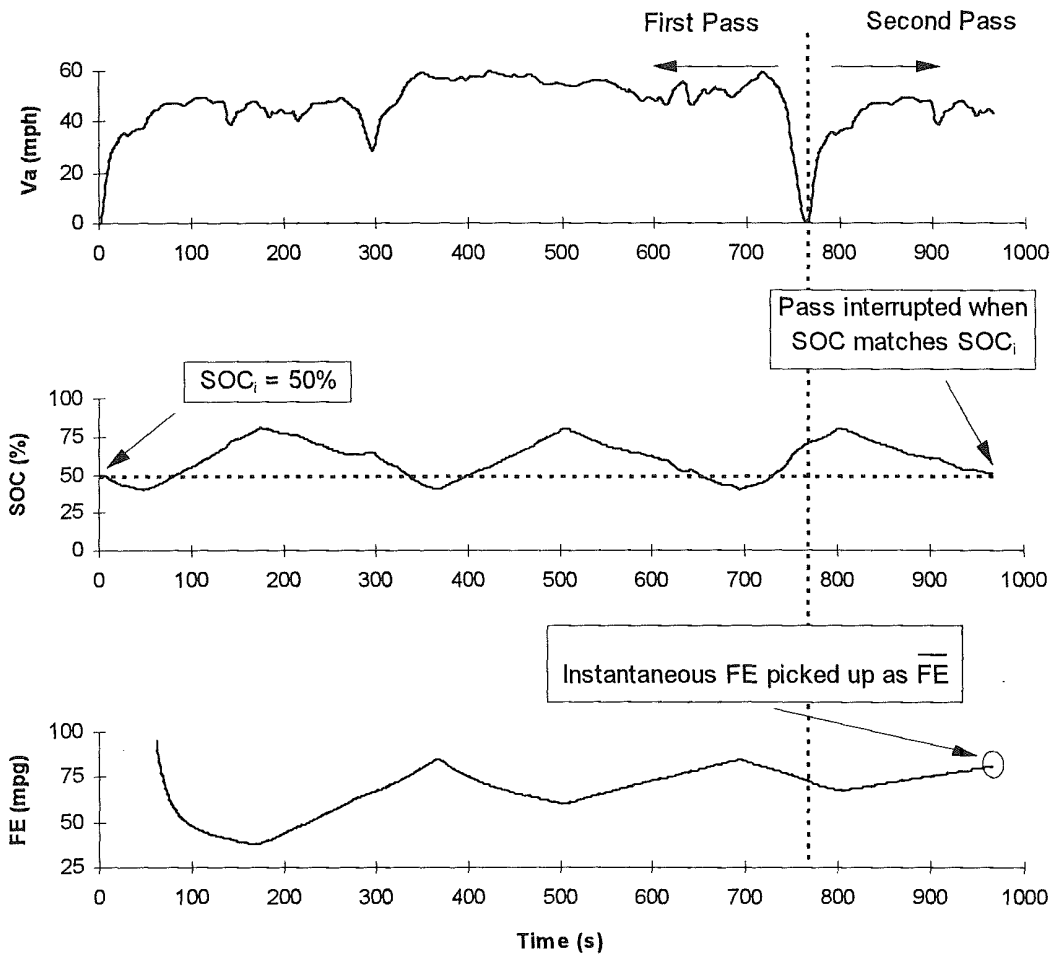 First Pass
Second Pass
Va (mph)
60
40
20
0
0 100 200 300 400 500 600 700 800 900 1000
Pass interrupted when
SOC matches SOCᵢ
SOCᵢ = 50%
SOC (%)
100
75
50
25
0
0 100 200 300 400 500 600 700 800 900 1000
Instantaneous FE picked up as F̅E̅
FE (mpg)
100
75
50
25
0 100 200 300 400 500 600 700 800 900 1000
Time (s)